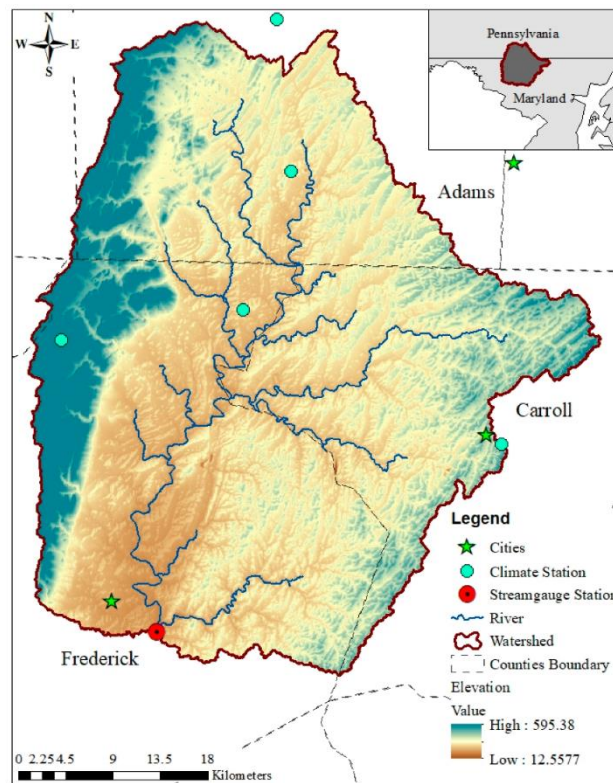 N
W E
S
Pennsylvania
Maryland
Adams
Carroll
Frederick
Legend
Cities
Climate Station
Streamgauge Station
River
Watershed
Counties Boundary
Elevation
Value
High : 595.38
Low : 12.5577
0 2.25 4.5 9 13.5 18
Kilometers